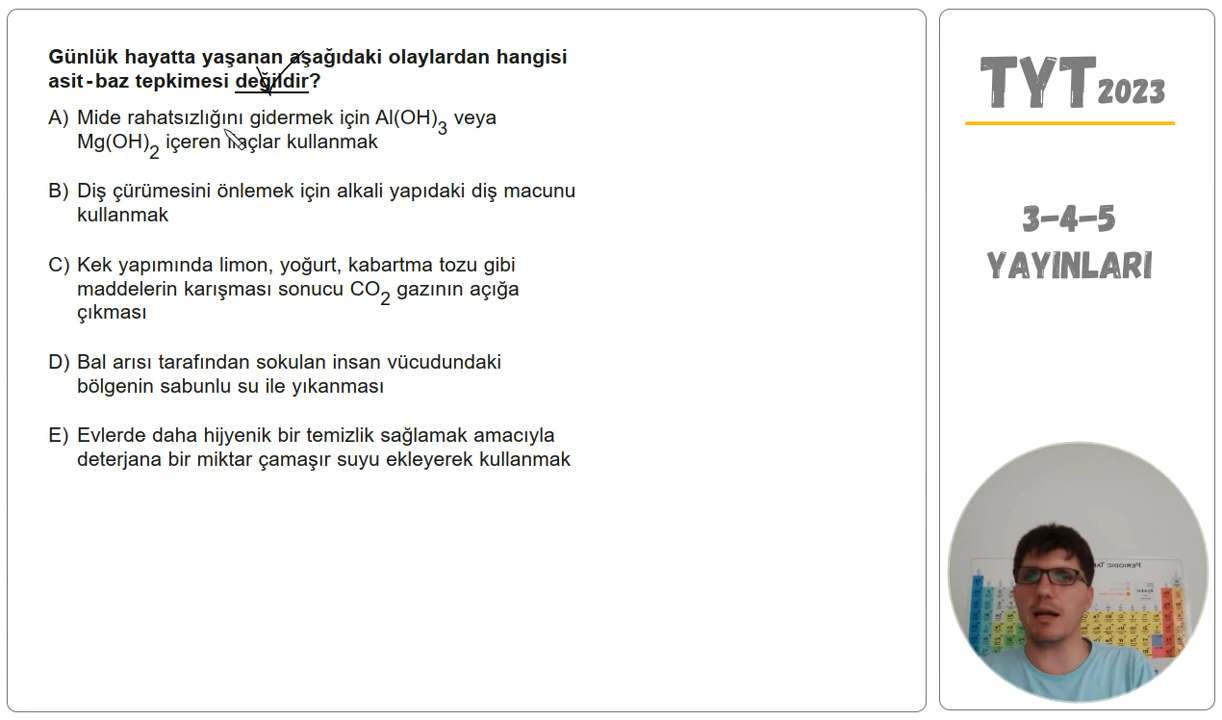 Günlük hayatta yaşanan aşağıdaki olaylardan hangisi
asit-baz tepkimesi değildir?
A) Mide rahatsızlığını gidermek için Al(OH)3 veya
Mg(OH)2 içeren ilaçlar kullanmak
B) Diş çürümesini önlemek için alkali yapıdaki diş macunu
kullanmak
C) Kek yapımında limon, yoğurt, kabartma tozu gibi
maddelerin karışması sonucu CO2 gazının açığa
çıkması
D) Bal arısı tarafından sokulan insan vücudundaki
bölgenin sabunlu su ile yıkanması
E) Evlerde daha hijyenik bir temizlik sağlamak amacıyla
deterjana bir miktar çamaşır suyu ekleyerek kullanmak
TYT 2023
3-4-5
YAYINLARI